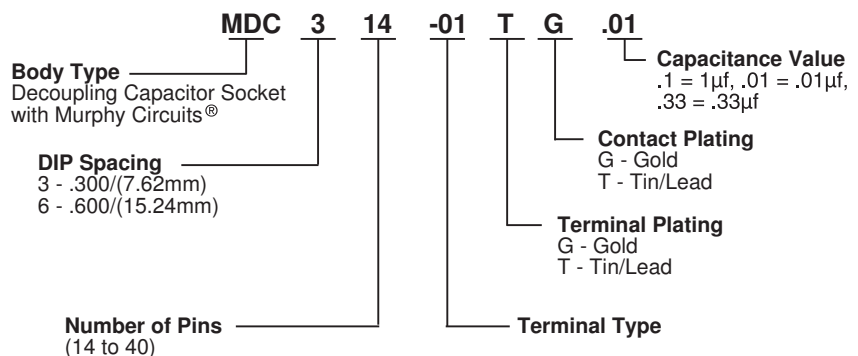 MDC 3 14 -01 T G .01
Body Type
Decoupling Capacitor Socket
with Murphy Circuits®
Capacitance Value
.1 = 1µf, .01 = .01µf,
.33 = .33µf
Contact Plating
G - Gold
T - Tin/Lead
DIP Spacing
3 - .300/(7.62mm)
6 - .600/(15.24mm)
Terminal Plating
G - Gold
T - Tin/Lead
Number of Pins
(14 to 40)
Terminal Type